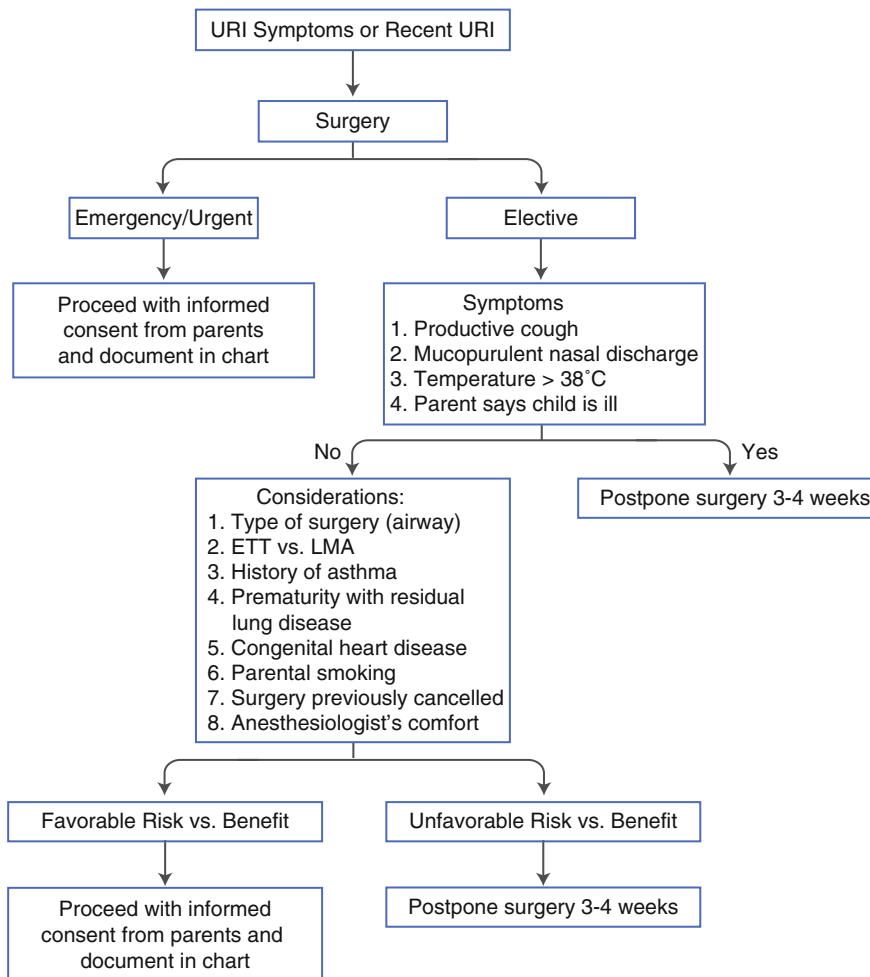 URI Symptoms or Recent URI
Surgery
Emergency/Urgent
Elective
Proceed with informed
consent from parents
and document in chart
Symptoms
1. Productive cough
2. Mucopurulent nasal discharge
3. Temperature > 38˚C
4. Parent says child is ill
No
Yes
Considerations:
1. Type of surgery (airway)
2. ETT vs. LMA
3. History of asthma
4. Prematurity with residual
lung disease
5. Congenital heart disease
6. Parental smoking
7. Surgery previously cancelled
8. Anesthesiologist's comfort
Postpone surgery 3-4 weeks
Favorable Risk vs. Benefit
Unfavorable Risk vs. Benefit
Proceed with informed
consent from parents and
document in chart
Postpone surgery 3-4 weeks